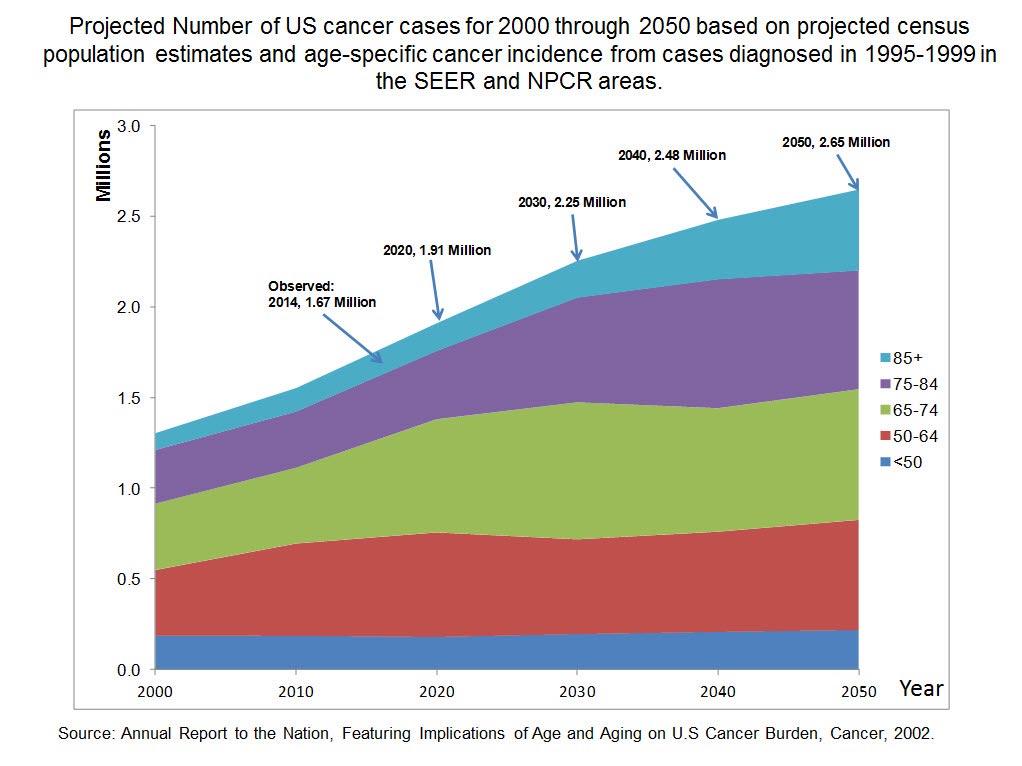 Projected Number of US cancer cases for 2000 through 2050 based on projected census
population estimates and age-specific cancer incidence from cases diagnosed in 1995-1999 in
the SEER and NPCR areas.
Millions
3.0
2.5
2.0
1.5
1.0
0.5
0.0
2050, 2.65 Million
2040, 2.48 Million
2030, 2.25 Million
2020, 1.91 Million
Observed:
2014, 1.67 Million
85+
75-84
65-74
50-64
<50
2000 2010 2020 2030 2040 2050 Year
Source: Annual Report to the Nation, Featuring Implications of Age and Aging on U.S Cancer Burden, Cancer, 2002.